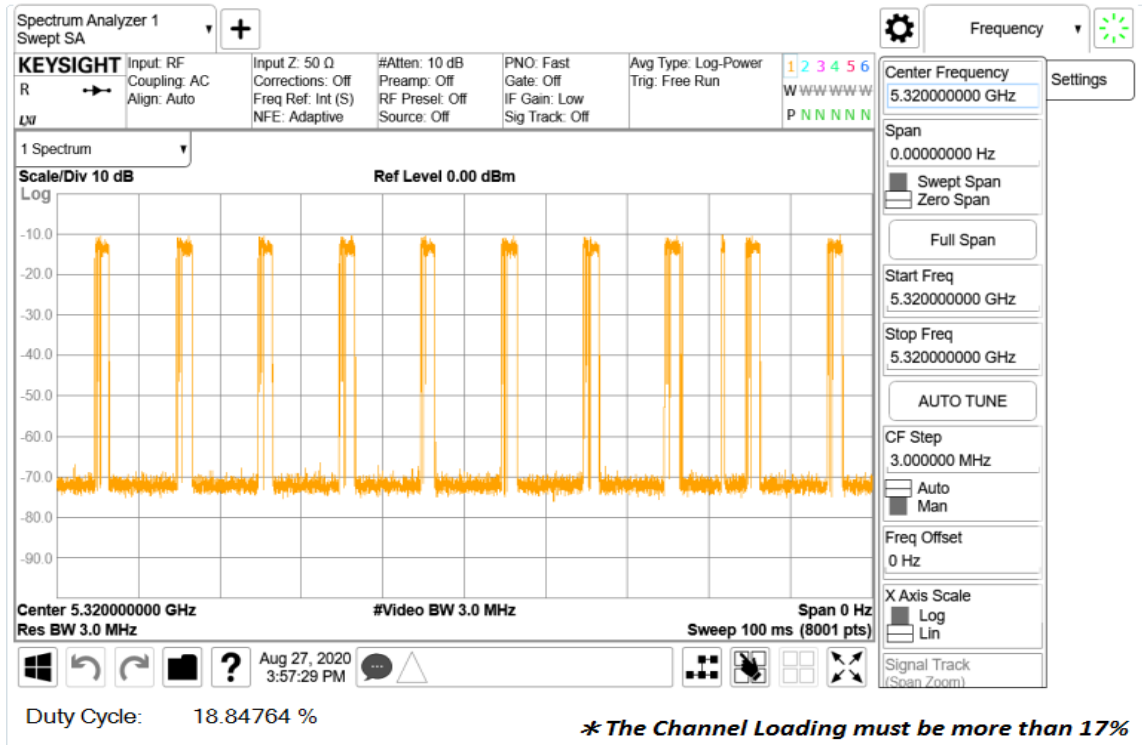 Spectrum Analyzer 1
Swept SA
▼
+
Frequency
▼
KEYSIGHT
R
LXI
Input: RF
Coupling: AC
Align: Auto
Input Z: 50 Ω
Corrections: Off
Freq Ref: Int (S)
NFE: Adaptive
#Atten: 10 dB
Preamp: Off
RF Presel: Off
Source: Off
PNO: Fast
Gate: Off
IF Gain: Low
Sig Track: Off
Avg Type: Log-Power
Trig: Free Run
1 2 3 4 5 6
W W W W W W
P N N N N N
1 Spectrum
▼
Scale/Div 10 dB
Ref Level 0.00 dBm
Log
-10.0
-20.0
-30.0
-40.0
-50.0
-60.0
-70.0
-80.0
-90.0
Center 5.320000000 GHz
#Video BW 3.0 MHz
Span 0 Hz
Res BW 3.0 MHz
Sweep 100 ms (8001 pts)
Center Frequency
5.320000000 GHz
Settings
Span
0.00000000 Hz
Swept Span
Zero Span
Full Span
Start Freq
5.320000000 GHz
Stop Freq
5.320000000 GHz
AUTO TUNE
CF Step
3.000000 MHz
Auto
Man
Freq Offset
0 Hz
X Axis Scale
Log
Lin
Signal Track
(Span Zoom)
?
Aug 27, 2020
3:57:29 PM
Duty Cycle: 18.84764 %
* The Channel Loading must be more than 17%